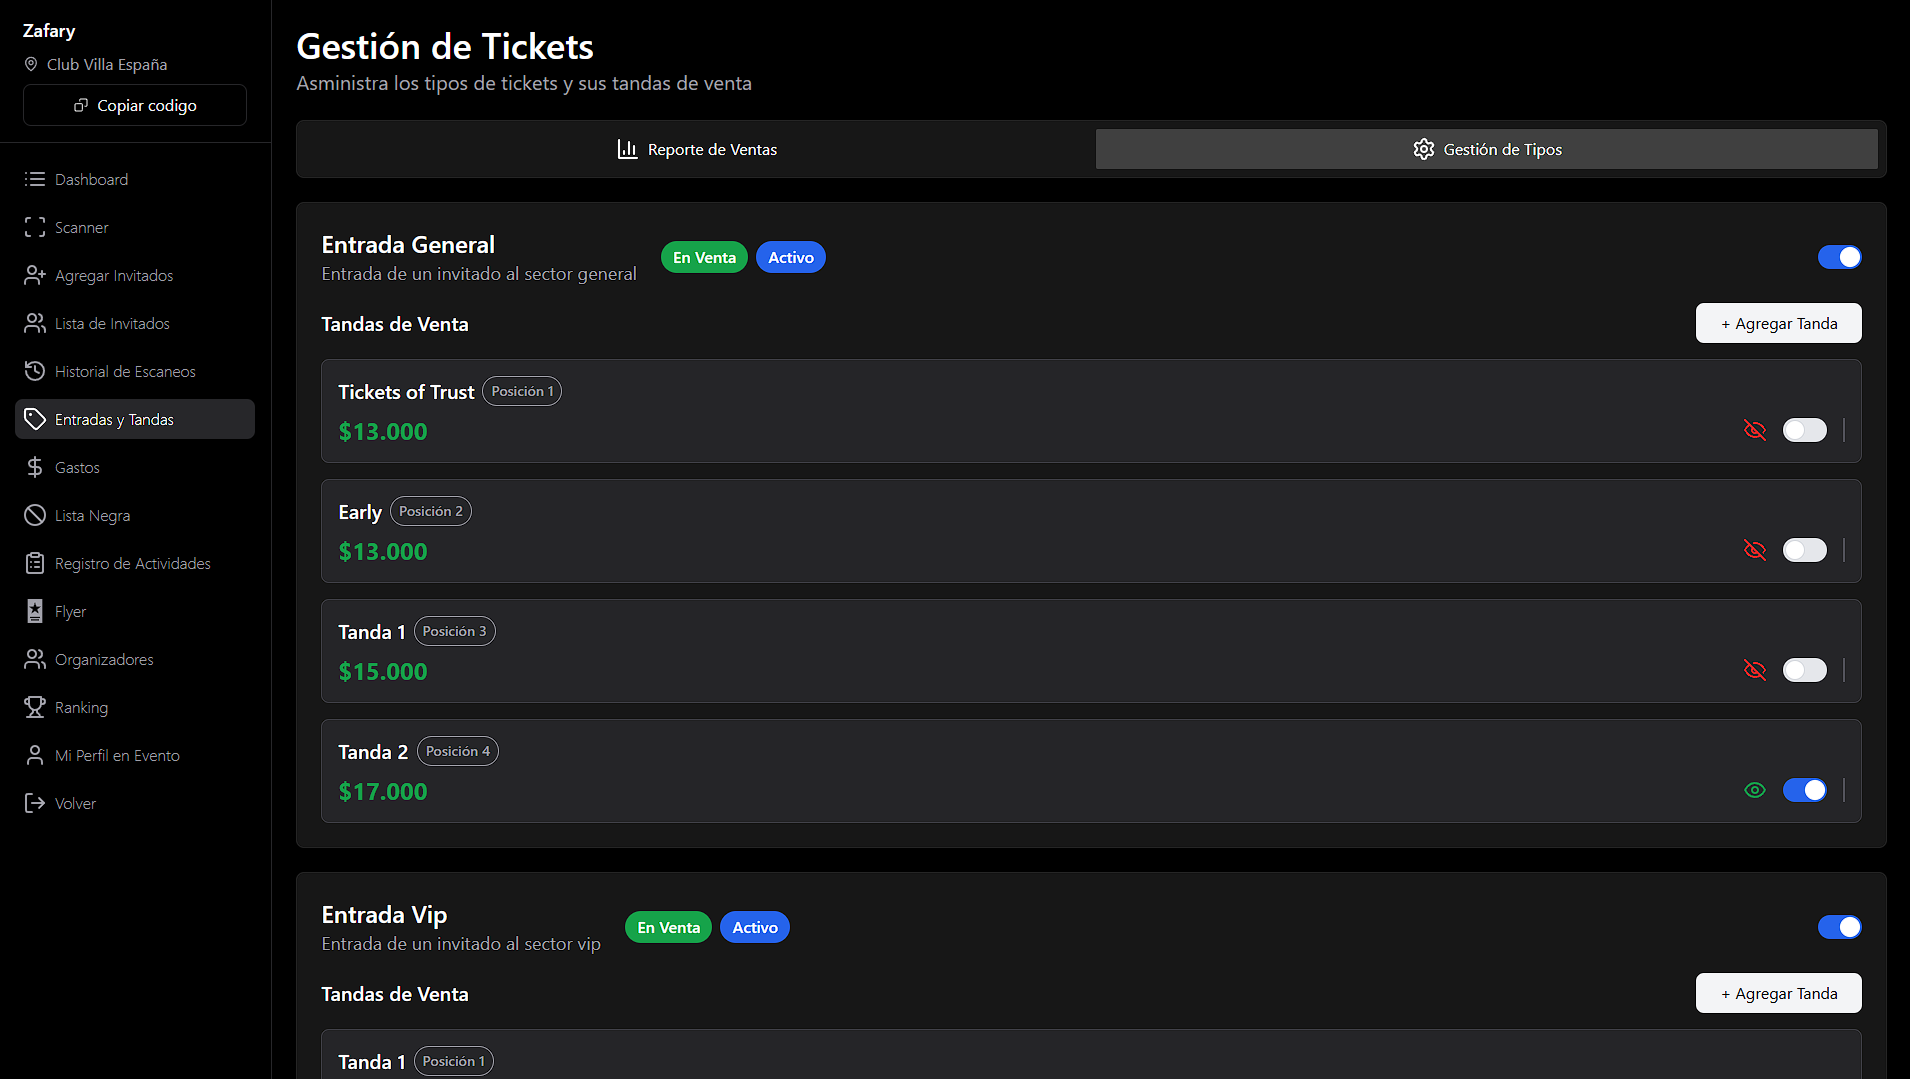 Zafary
Club Villa España
Copiar codigo
Dashboard
Scanner
Agregar Invitados
Lista de Invitados
Historial de Escaneos
Entradas y Tandas
Gastos
Lista Negra
Registro de Actividades
Flyer
Organizadores
Ranking
Mi Perfil en Evento
Volver
Gestión de Tickets
Asministra los tipos de tickets y sus tandas de venta
Reporte de Ventas
Gestión de Tipos
Entrada General
Entrada de un invitado al sector general
En Venta
Activo
Tandas de Venta
+ Agregar Tanda
Tickets of Trust Posición 1
$13.000
Early Posición 2
$13.000
Tanda 1 Posición 3
$15.000
Tanda 2 Posición 4
$17.000
Entrada Vip
Entrada de un invitado al sector vip
En Venta
Activo
Tandas de Venta
+ Agregar Tanda
Tanda 1 Posición 1